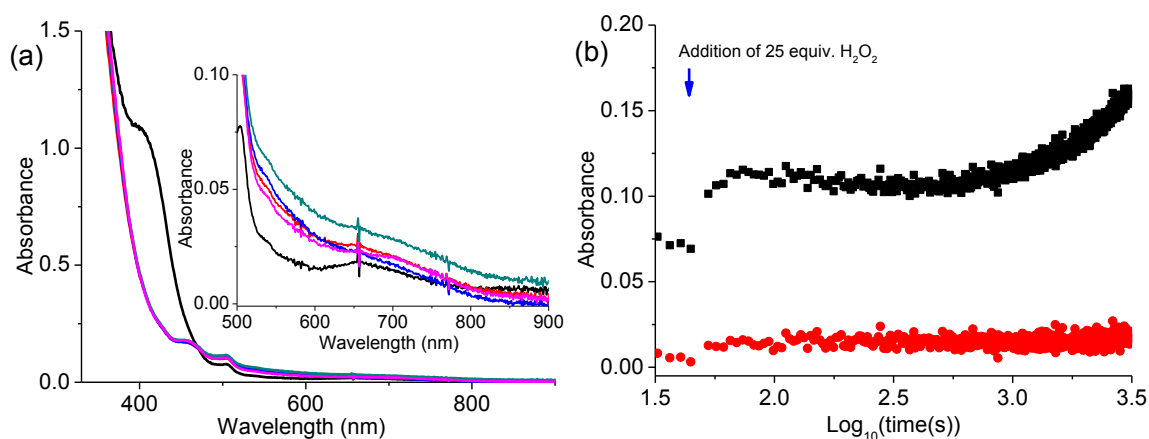 (a)
1.5
1.0
0.5
0.0
Absorbance
400
600
800
Wavelength (nm)
0.10
0.05
0.00
Absorbance
500
600
700
800
900
Wavelength (nm)
(b)
Addition of 25 equiv. H₂O₂
0.20
0.15
0.10
0.05
0.00
Absorbance
1.5
2.0
2.5
3.0
3.5
Log₁₀(time(s))